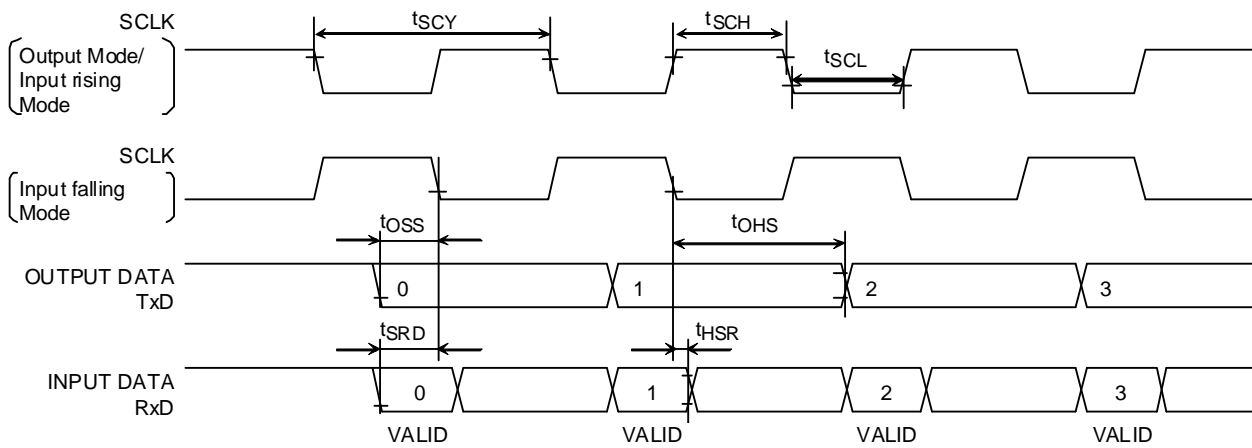 SCLK
Output Mode/
Input rising
Mode
tSCY
tSCH
tSCL
SCLK
Input falling
Mode
tOSS
tOHS
OUTPUT DATA
TxD
0
1
2
3
tSRD
tHSR
INPUT DATA
RxD
0
1
2
3
VALID
VALID
VALID
VALID